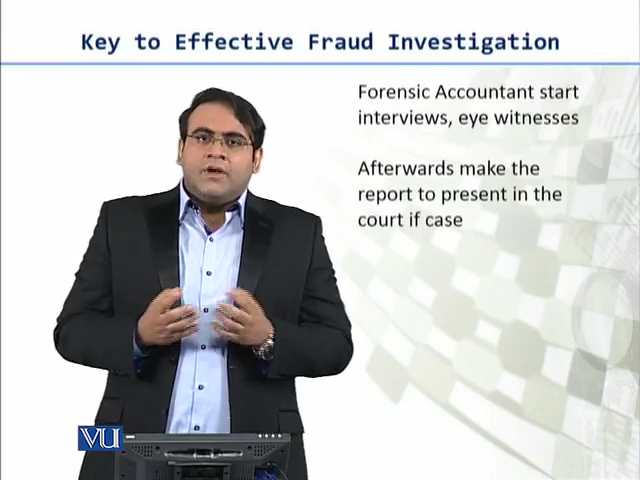 Key to Effective Fraud Investigation
Forensic Accountant start
interviews, eye witnesses
Afterwards make the
report to present in the
court if case
VU